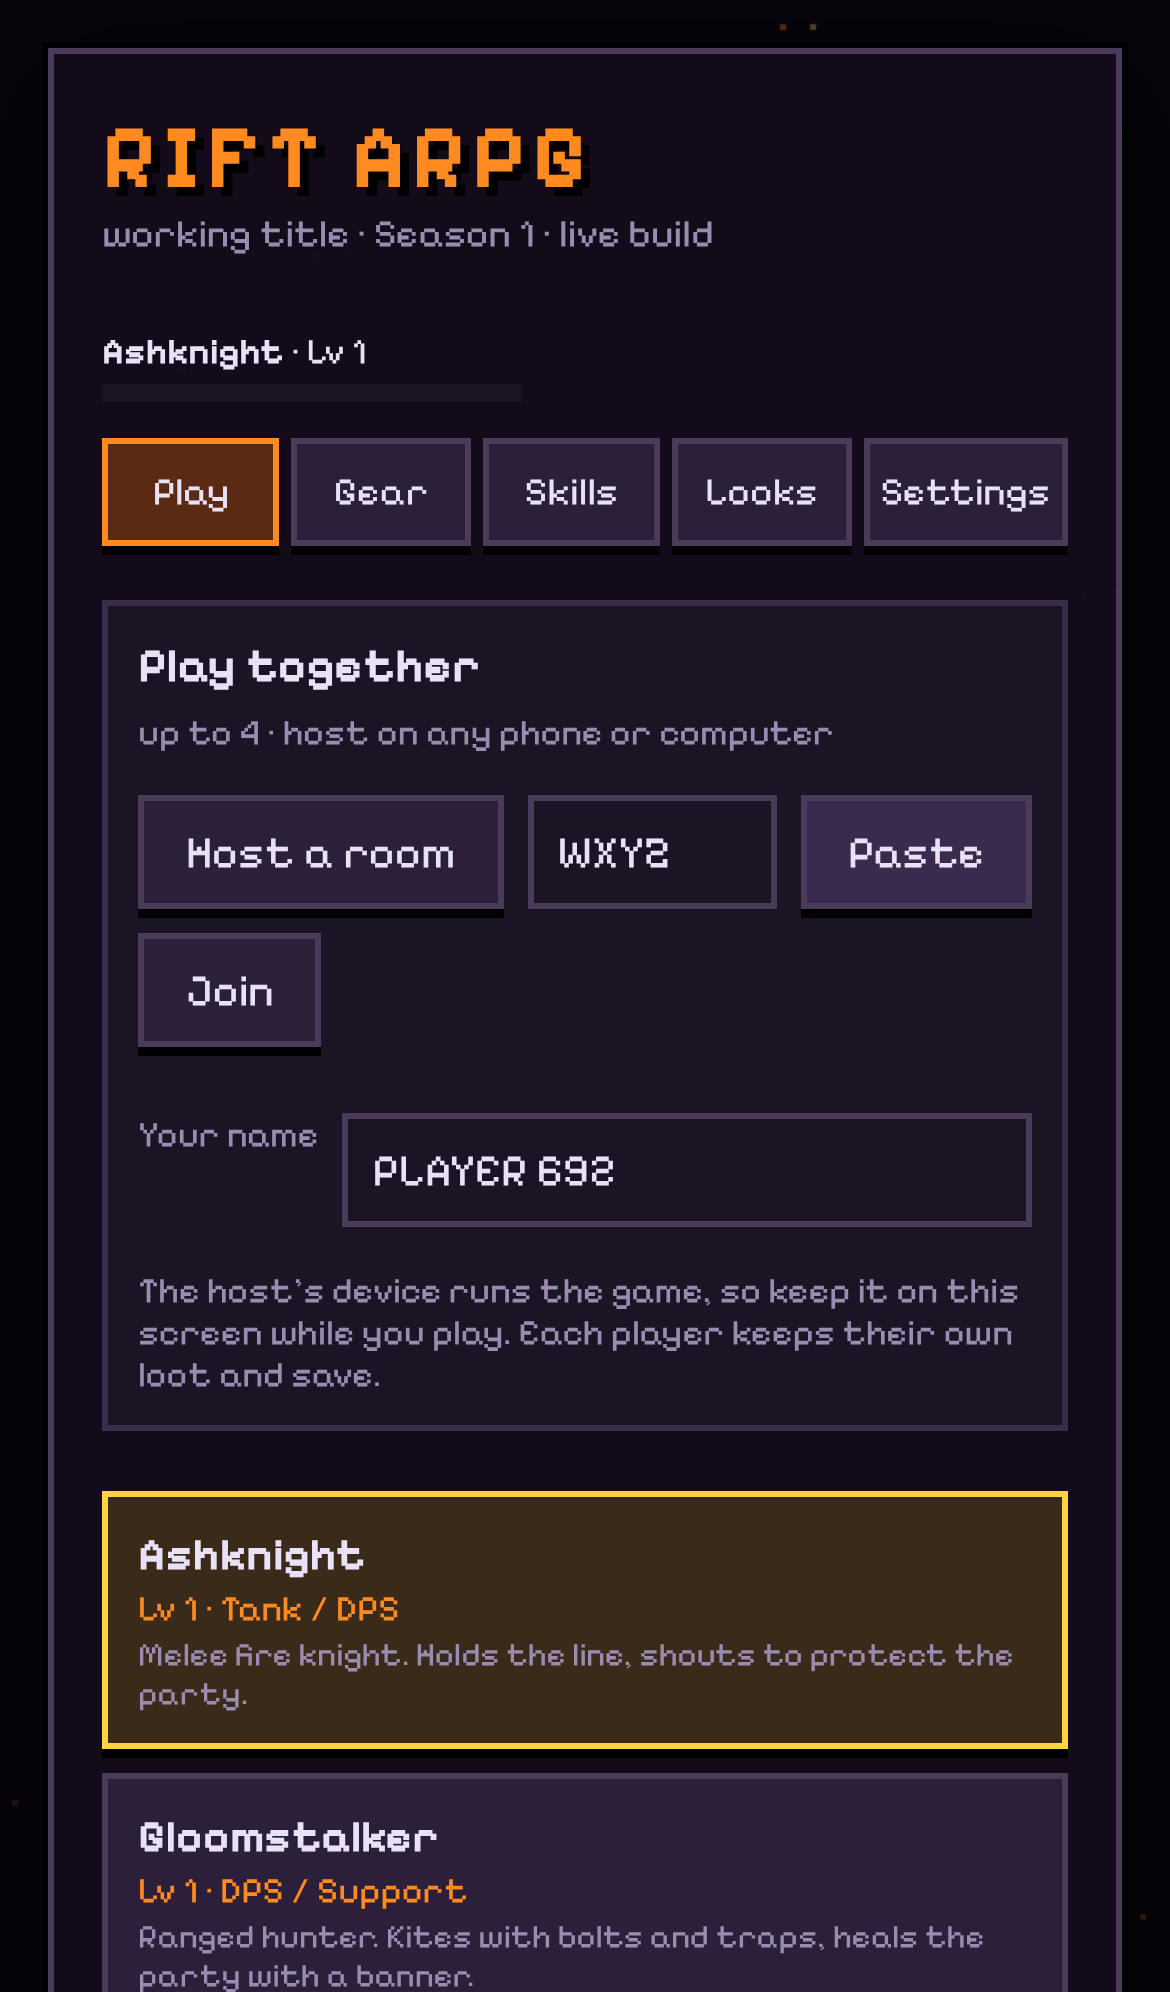 RIFT ARPG
working title · Season 1 · live build
Ashknight · Lv 1
Play
Gear
Skills
Looks
Settings
Play together
up to 4 · host on any phone or computer
Host a room
WXYZ
Paste
Join
Your name
PLAYER 692
The host's device runs the game, so keep it on this
screen while you play. Each player keeps their own
loot and save.
Ashknight
Lv 1 · Tank / DPS
Melee fire knight. Holds the line, shouts to protect the
party.
Gloomstalker
Lv 1 · DPS / Support
Ranged hunter. Kites with bolts and traps, heals the
party with a banner.